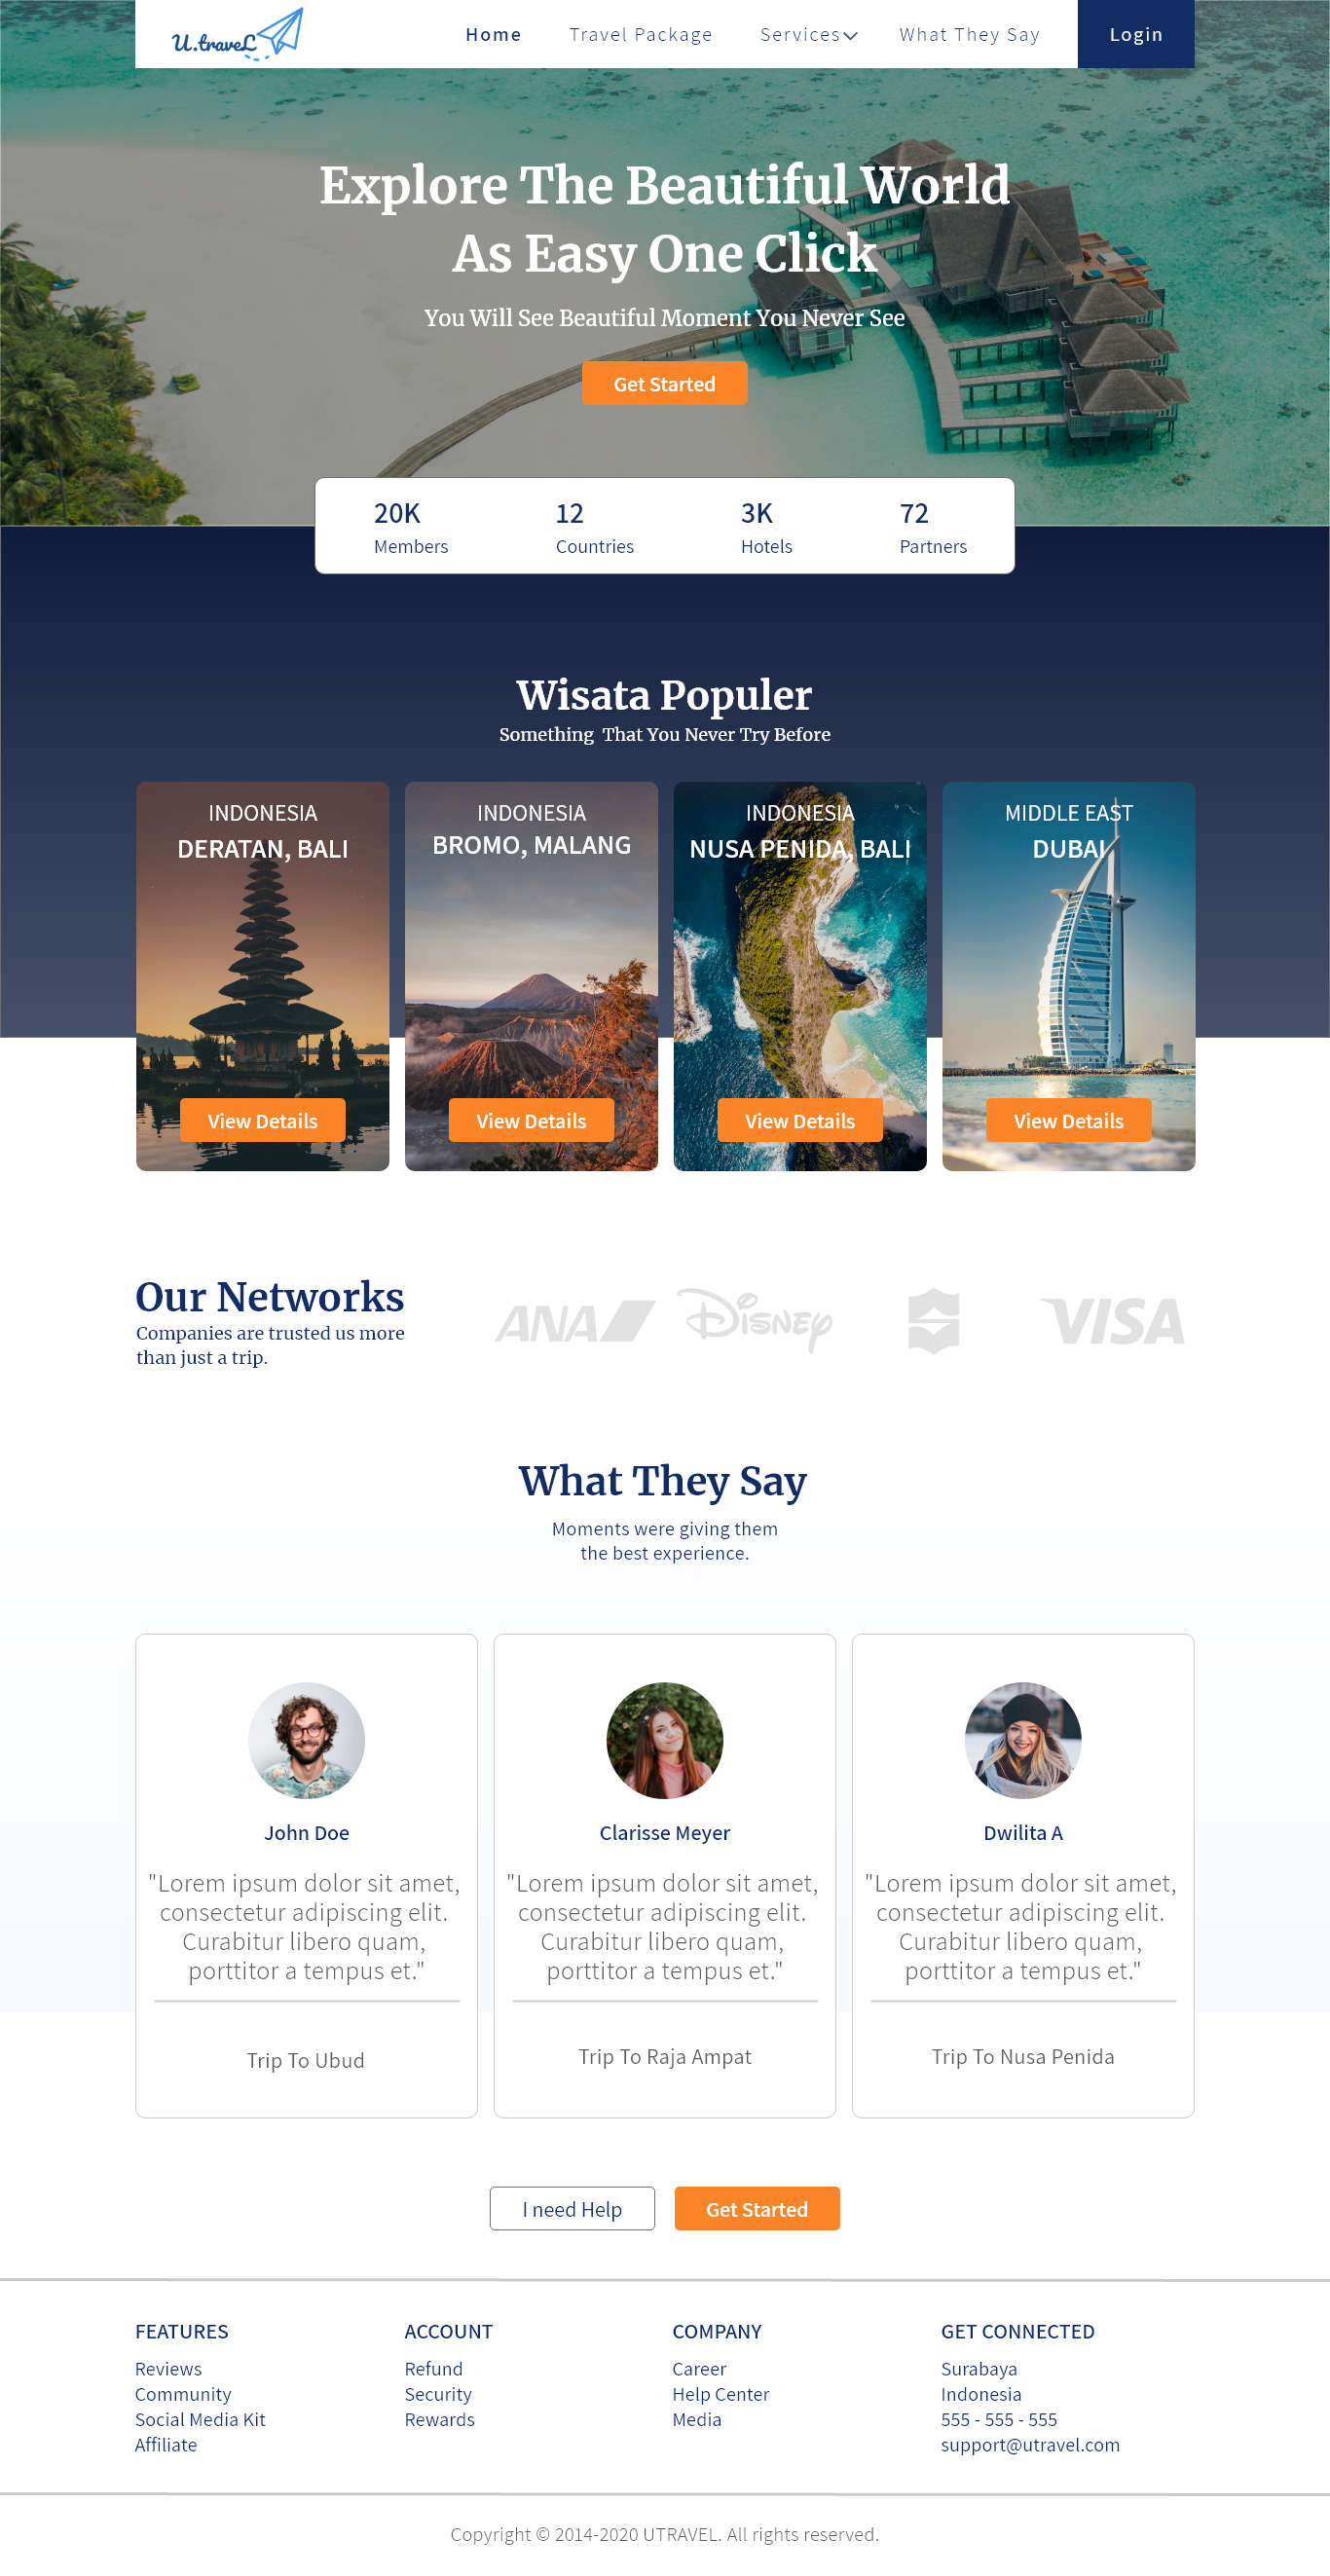 U.traveL
Home
Travel Package
Services
What They Say
Login
Explore The Beautiful World
As Easy One Click
You Will See Beautiful Moment You Never See
Get Started
20K
Members
12
Countries
3K
Hotels
72
Partners
Wisata Populer
Something That You Never Try Before
INDONESIA
DERATAN, BALI
View Details
INDONESIA
BROMO, MALANG
View Details
INDONESIA
NUSA PENIDA, BALI
View Details
MIDDLE EAST
DUBAI
View Details
Our Networks
Companies are trusted us more
than just a trip.
ANA
Disney
VISA
What They Say
Moments were giving them
the best experience.
John Doe
"Lorem ipsum dolor sit amet,
consectetur adipiscing elit.
Curabitur libero quam,
porttitor a tempus et."
Trip To Ubud
Clarisse Meyer
"Lorem ipsum dolor sit amet,
consectetur adipiscing elit.
Curabitur libero quam,
porttitor a tempus et."
Trip To Raja Ampat
Dwilita A
"Lorem ipsum dolor sit amet,
consectetur adipiscing elit.
Curabitur libero quam,
porttitor a tempus et."
Trip To Nusa Penida
I need Help
Get Started
FEATURES
Reviews
Community
Social Media Kit
Affiliate
ACCOUNT
Refund
Security
Rewards
COMPANY
Career
Help Center
Media
GET CONNECTED
Surabaya
Indonesia
555 - 555 - 555
support@utravel.com
Copyright © 2014-2020 UTRAVEL. All rights reserved.